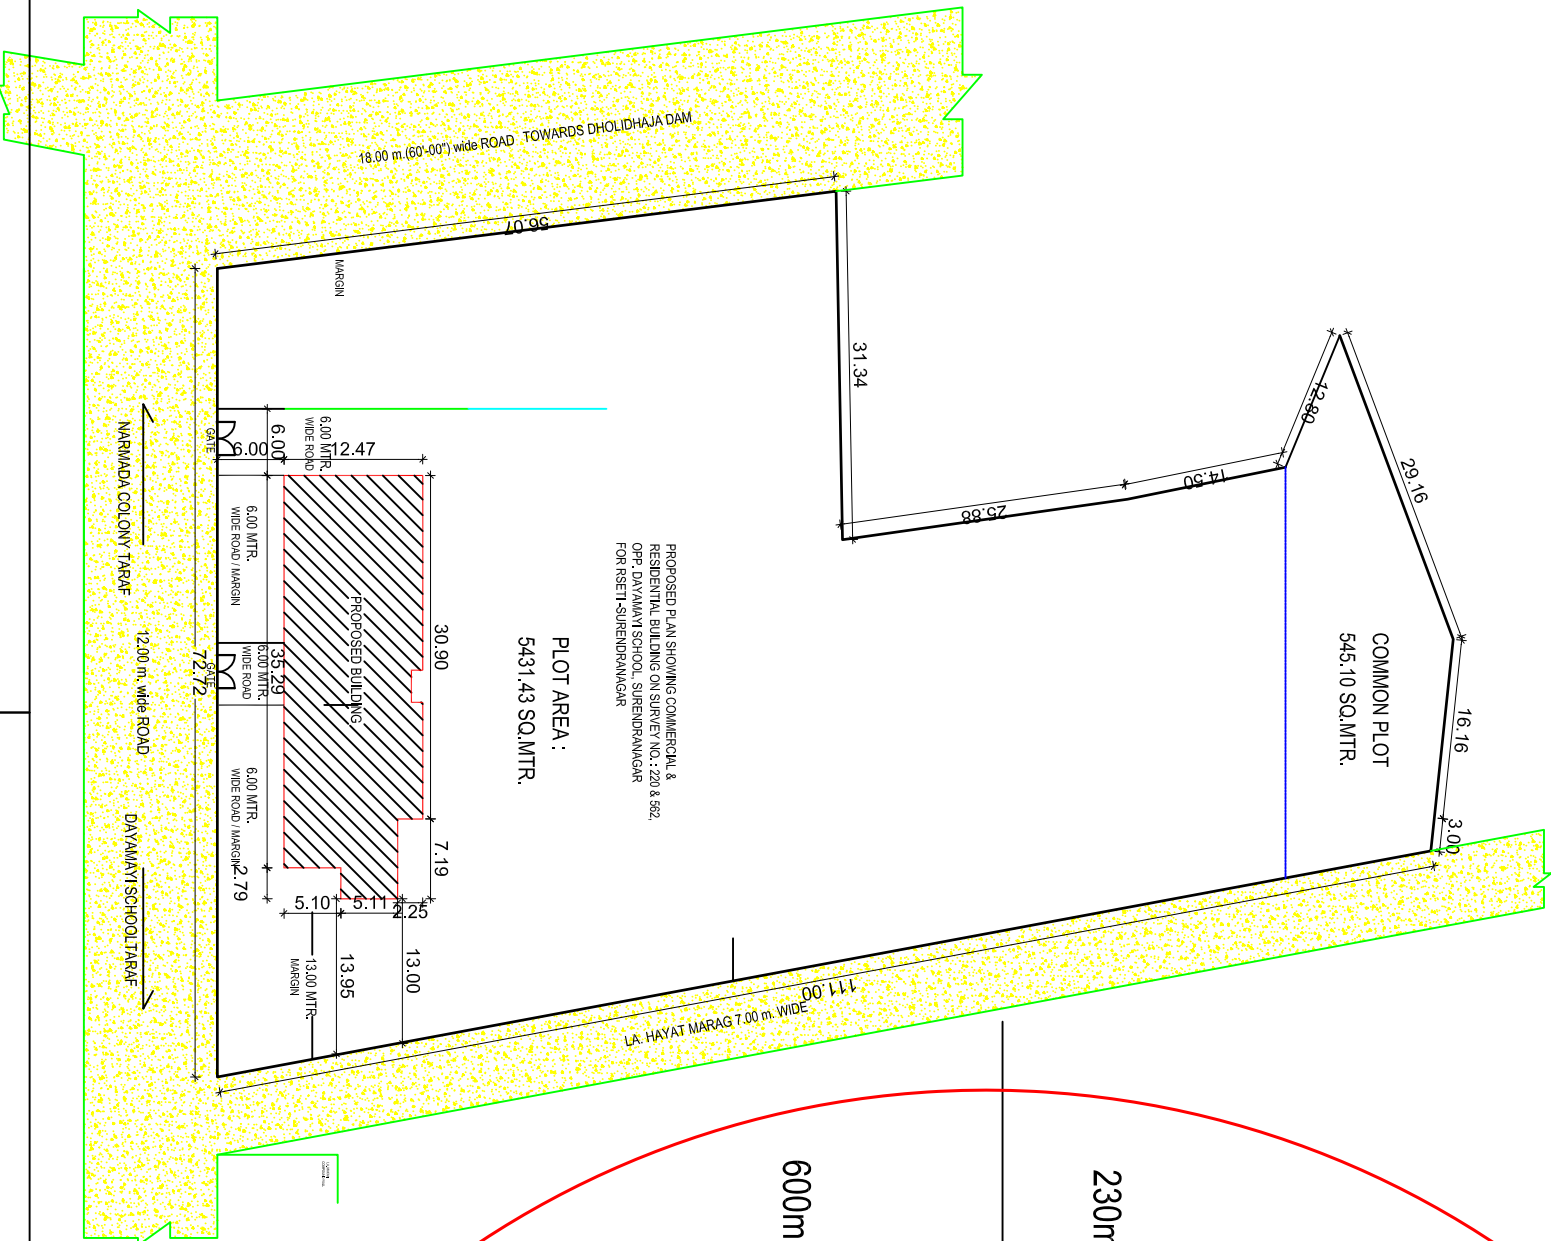 18.00 m.(60'-00") wide ROAD TOWARDS DHOLIDHAJA DAM
56.07
MARGIN
31.34
12.80
29.16
14.50
25.88
16.16
3.00
COMMON PLOT
545.10 SQ.MTR.
PROPOSED PLAN SHOWING COMMERCIAL &
RESIDENTIAL BUILDING ON SURVEY NO.: 220 & 562,
OPP. DAYAMAYI SCHOOL, SURENDRANAGAR
FOR RSETI-SURENDRANAGAR
PLOT AREA :
5431.43 SQ.MTR.
6.00 MTR.
WIDE ROAD
12.47
6.00
6.00
GATE
6.00 MTR.
WIDE ROAD / MARGIN
PROPOSED BUILDING
30.90
35.29
6.00 MTR.
WIDE ROAD
GATE
72.72
6.00 MTR.
WIDE ROAD / MARGIN
2.79
7.19
5.10
5.11
2.25
13.00
13.95
13.00 MTR.
MARGIN
111.00
LA. HAYAT MARAG 7.00 m. WIDE
NARMADA COLONY TARAF
12.00 m. wide ROAD
DAYAMAYI SCHOOLTARAF
600m
230m